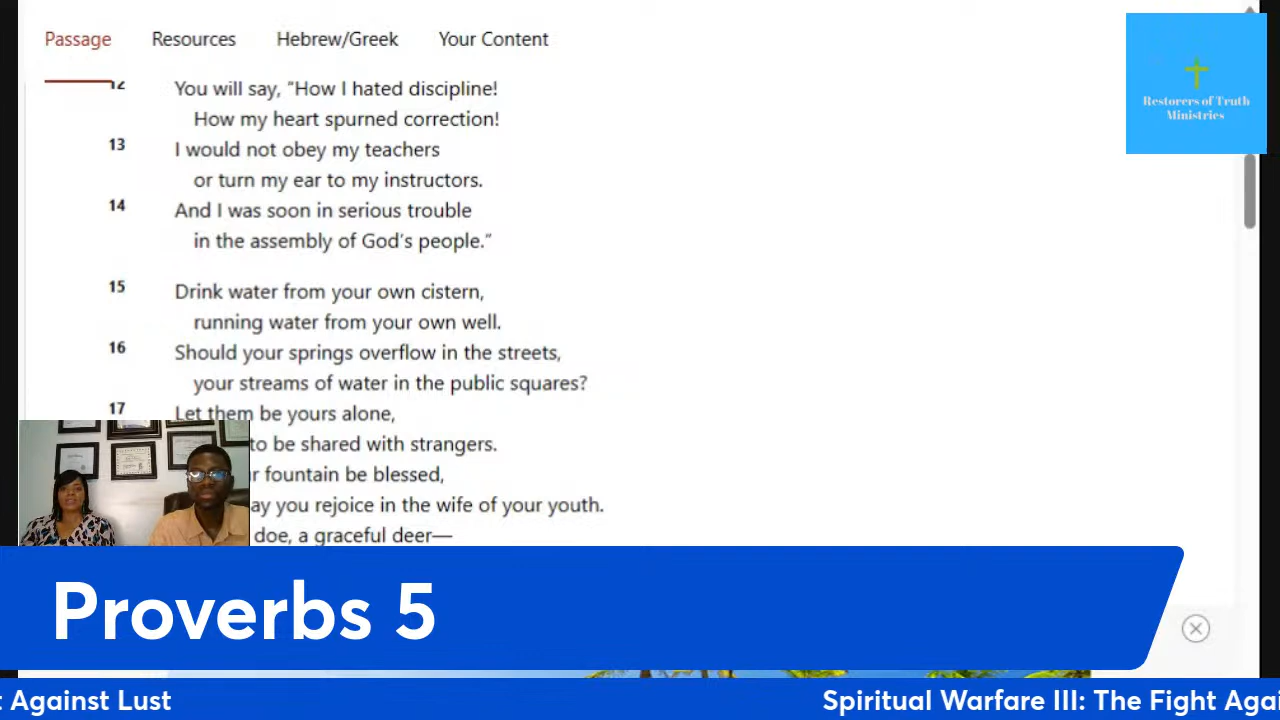 Passage Resources Hebrew/Greek Your Content
Restorers of Truth
Ministries
12 You will say, "How I hated discipline!
How my heart spurned correction!
13 I would not obey my teachers
or turn my ear to my instructors.
14 And I was soon in serious trouble
in the assembly of God's people."
15 Drink water from your own cistern,
running water from your own well.
16 Should your springs overflow in the streets,
your streams of water in the public squares?
17 Let them be yours alone,
to be shared with strangers.
r fountain be blessed,
ay you rejoice in the wife of your youth.
doe, a graceful deer—
Proverbs 5
t Against Lust Spiritual Warfare III: The Fight Agai